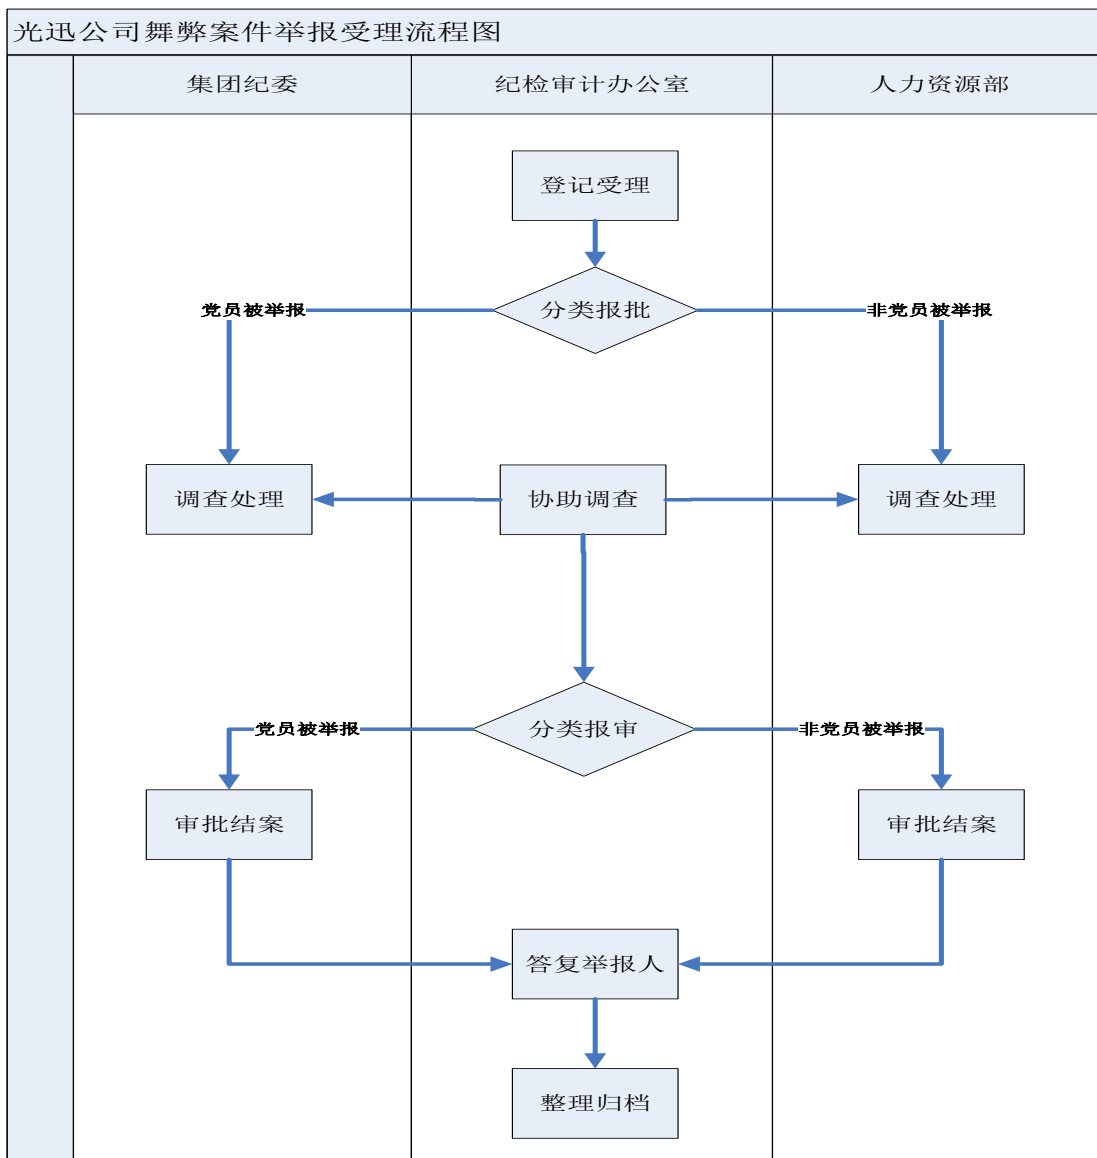 光迅公司舞弊案件举报受理流程图
集团纪委
纪检审计办公室
人力资源部
登记受理
分类报批
党员被举报
非党员被举报
调查处理
协助调查
调查处理
分类报审
党员被举报
非党员被举报
审批结案
审批结案
答复举报人
整理归档